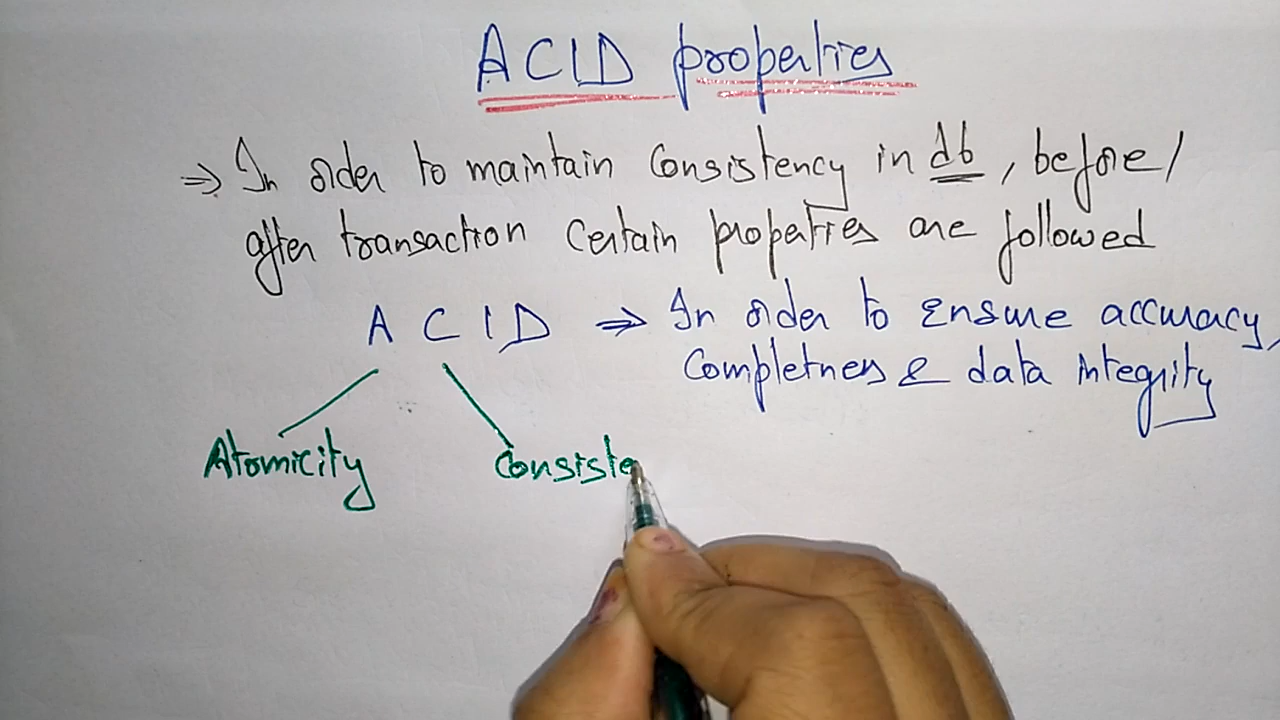 ACID properties
⇒ In order to maintain Consistency in db, before/
after transaction Certain properties are followed
A C I D ⇒ In order to Ensure accuracy,
Completness & data integrity
Atomicity Consiste